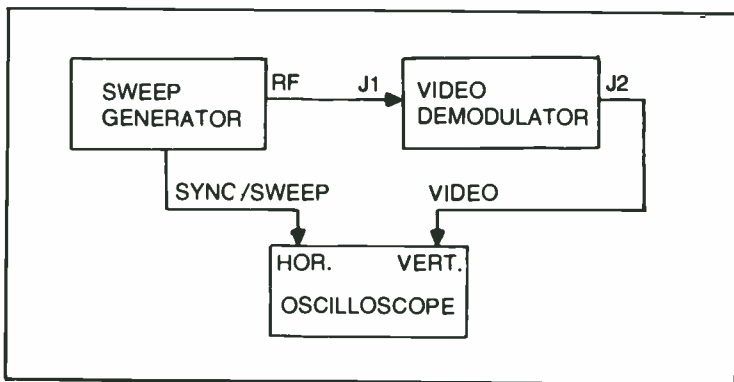 SWEEP
GENERATOR
RF
J1
VIDEO
DEMODULATOR
J2
SYNC/SWEEP
VIDEO
HOR.
VERT.
OSCILLOSCOPE